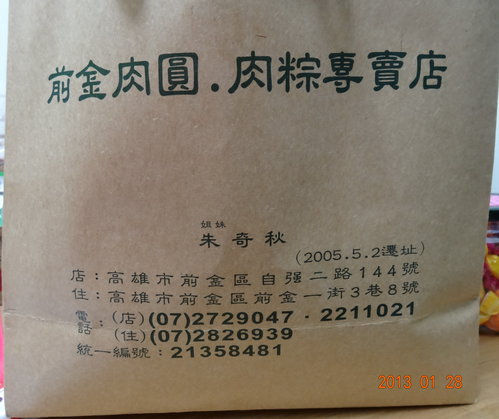 前金肉圓.肉粽專賣店
姐妹
朱奇秋
(2005.5.2遷址)
店：高雄市前金區自强二路144號
住：高雄市前金區前金一街3巷8號
電話：(店)(07)2729047・2211021
(住)(07)2826939
統一編號：21358481
2013 01 28